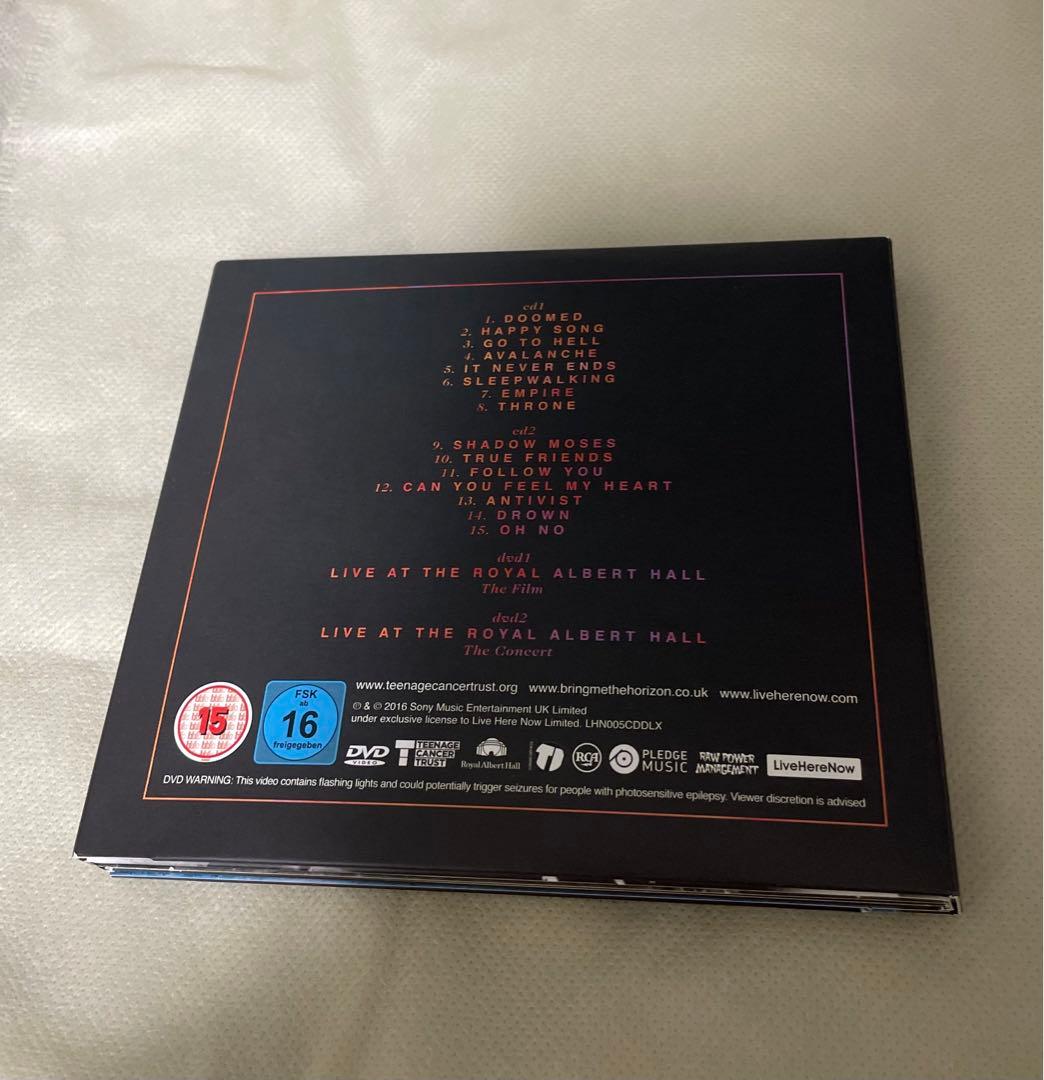 cd1
1. DOOMED
2. HAPPY SONG
3. GO TO HELL
4. AVALANCHE
5. IT NEVER ENDS
6. SLEEPWALKING
7. EMPIRE
8. THRONE
cd2
9. SHADOW MOSES
10. TRUE FRIENDS
11. FOLLOW YOU
12. CAN YOU FEEL MY HEART
13. ANTIVIST
14. DROWN
15. OH NO
dvd1
LIVE AT THE ROYAL ALBERT HALL
The Film
dvd2
LIVE AT THE ROYAL ALBERT HALL
The Concert
www.teenagecancertrust.org www.bringmethehorizon.co.uk www.liveherenow.com
℗ & © 2016 Sony Music Entertainment UK Limited
under exclusive license to Live Here Now Limited. LHN005CDDLX
15
FSK
ab
16
freigegeben
DVD
VIDEO
TEENAGE
CANCER
TRUST
Royal Albert Hall
RCA
PLEDGE
MUSIC
RAW POWER
MANAGEMENT
LiveHereNow
DVD WARNING: This video contains flashing lights and could potentially trigger seizures for people with photosensitive epilepsy. Viewer discretion is advised